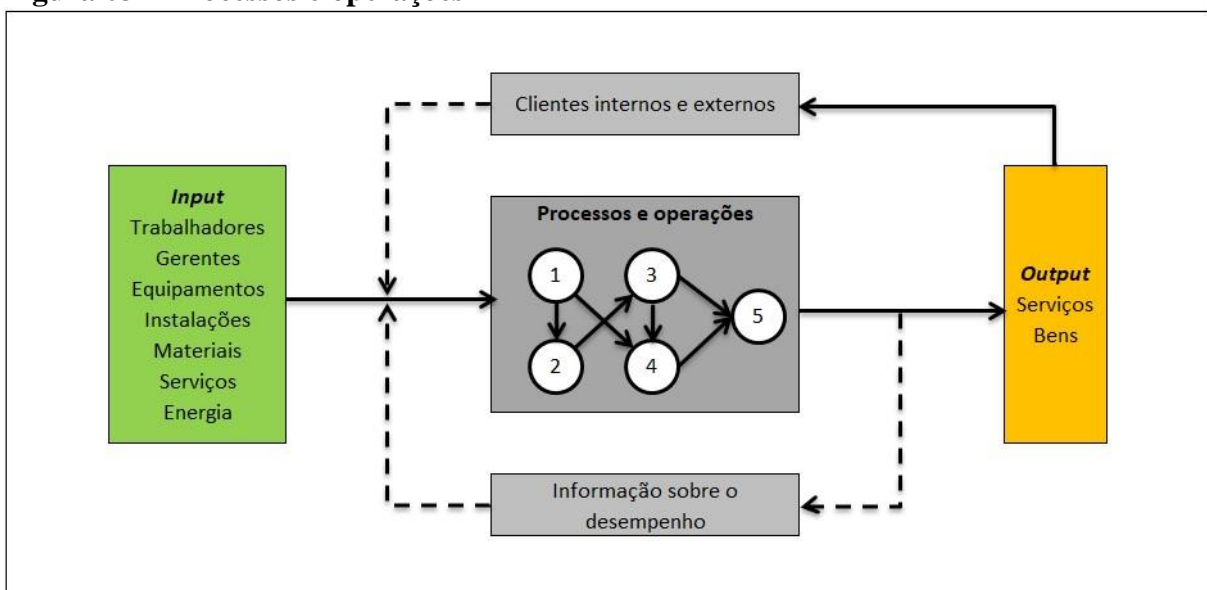 Clientes internos e externos
Input
Trabalhadores
Gerentes
Equipamentos
Instalações
Materiais
Serviços
Energia
Processos e operações
1
3
5
2
4
Output
Serviços
Bens
Informação sobre o
desempenho